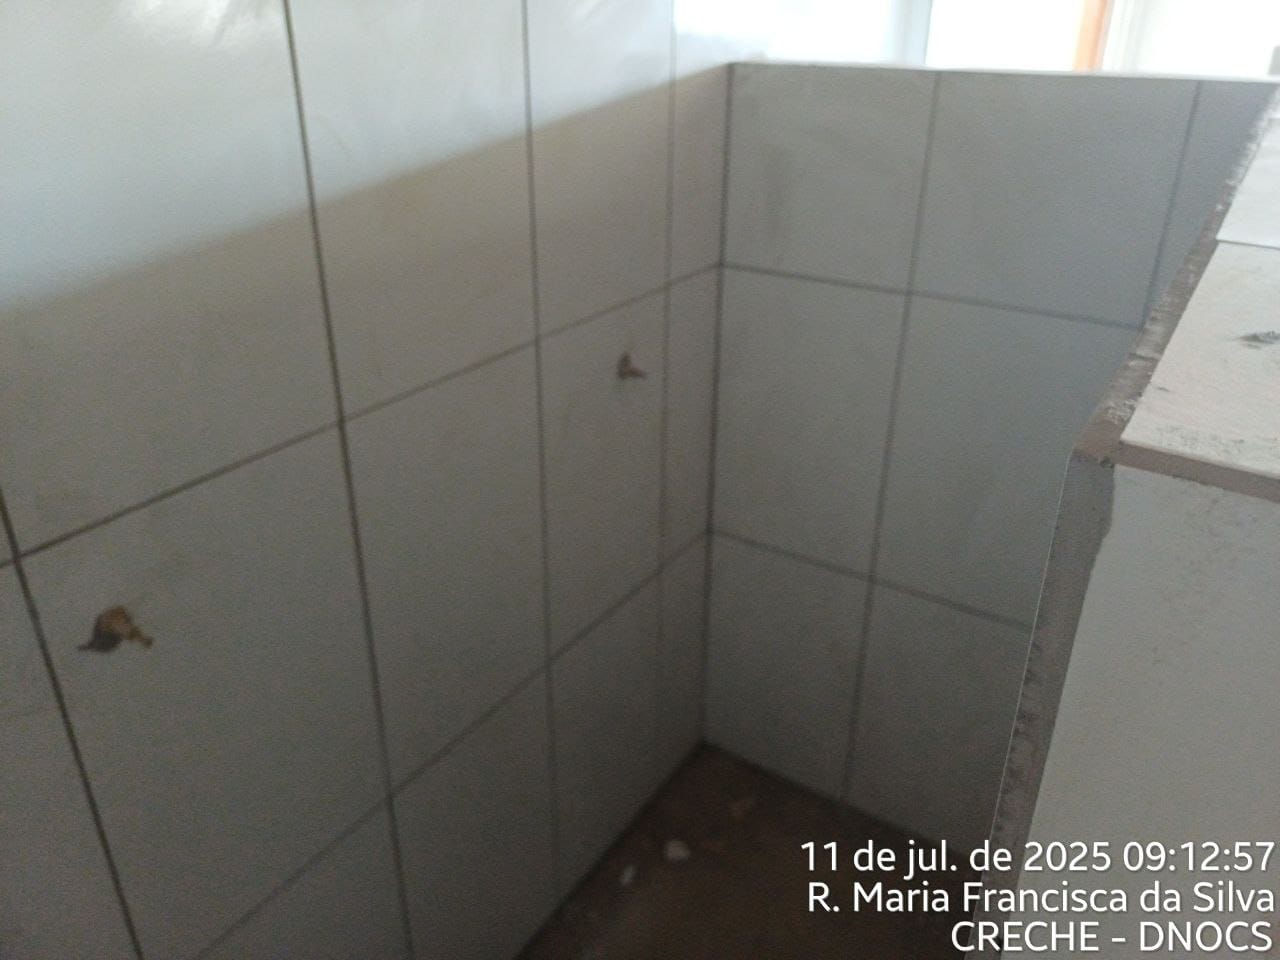 11 de jul. de 2025 09:12:57
R. Maria Francisca da Silva
CRECHE - DNOCS